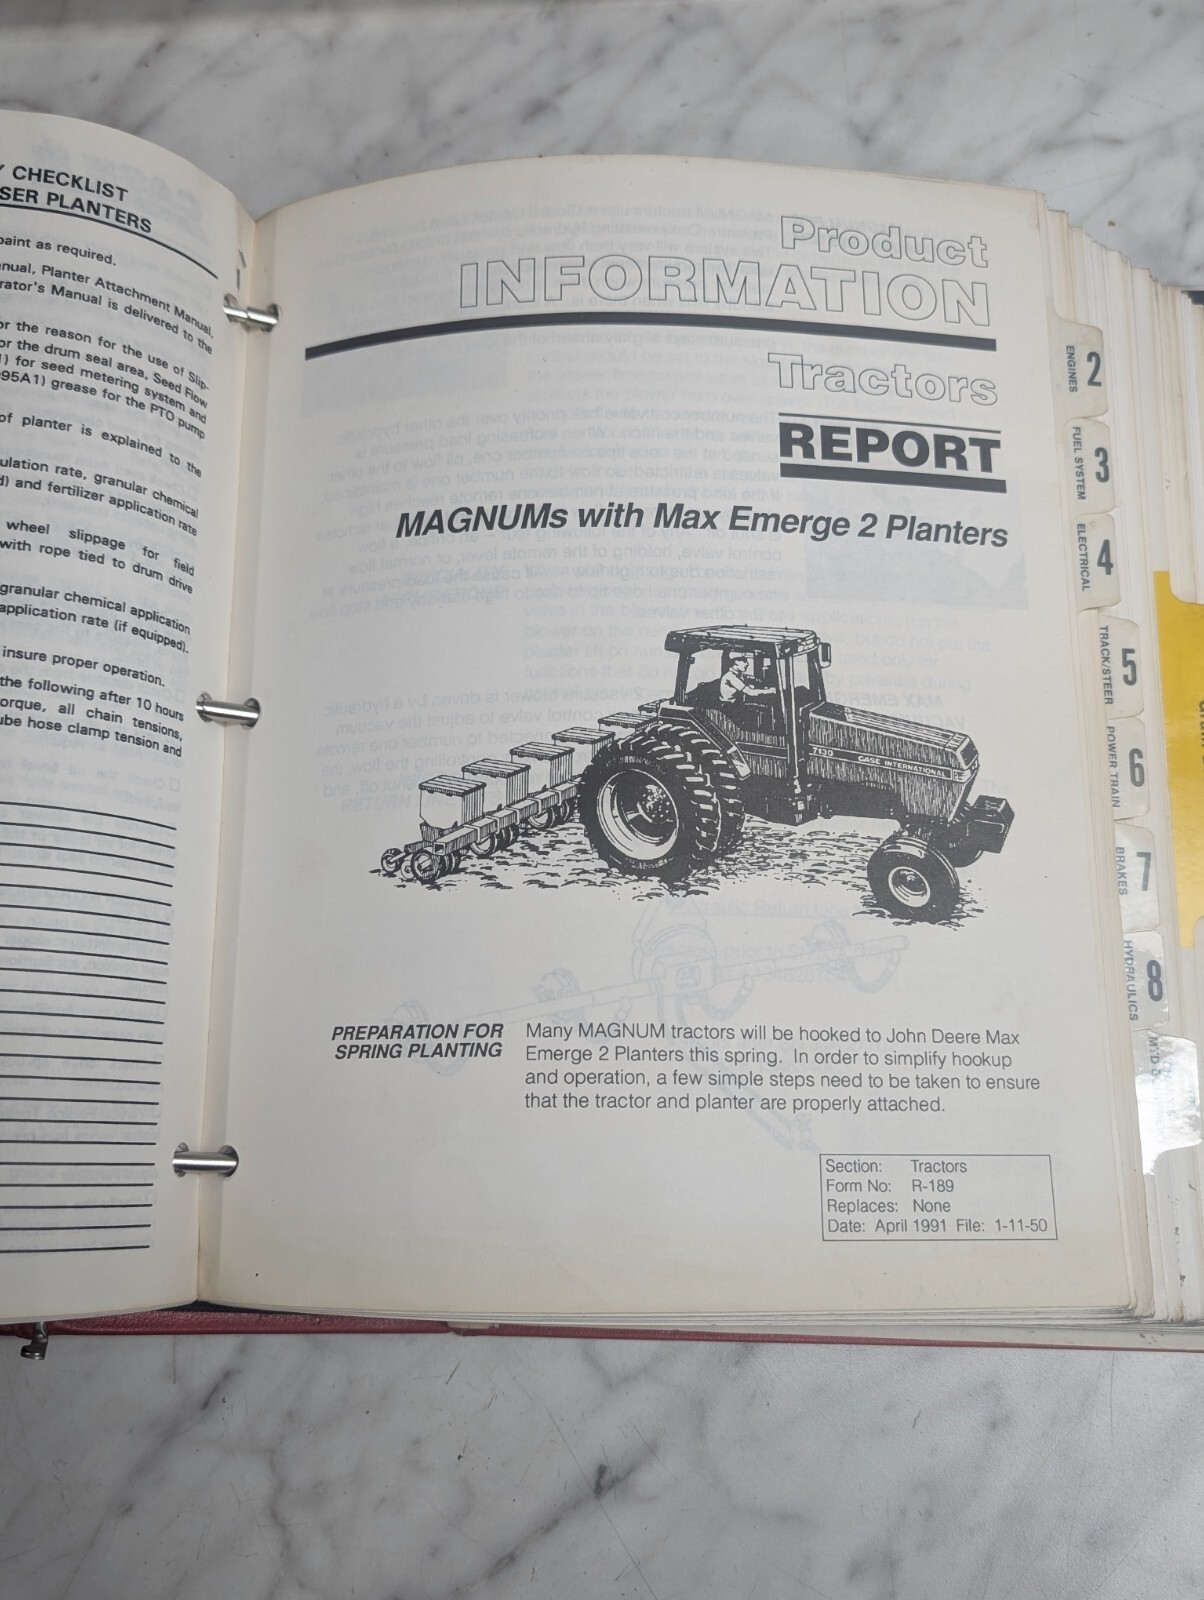 Y CHECKLIST
SER PLANTERS
paint as required.
nual, Planter Attachment Manual,
rator's Manual is delivered to the
or the reason for the use of Slip-
or the drum seal area, Seed Flow
1) for seed metering system and
95A1) grease for the PTO pump
of planter is explained to the
ulation rate, granular chemical
d) and fertilizer application rate
wheel slippage for field
with rope tied to drum drive
granular chemical application
application rate (if equipped).
insure proper operation.
the following after 10 hours
orque, all chain tensions,
ube hose clamp tension and
Product
INFORMATION
Tractors
REPORT
MAGNUMs with Max Emerge 2 Planters
7130
CASE INTERNATIONAL
PREPARATION FOR
SPRING PLANTING
Many MAGNUM tractors will be hooked to John Deere Max
Emerge 2 Planters this spring. In order to simplify hookup
and operation, a few simple steps need to be taken to ensure
that the tractor and planter are properly attached.
Section: Tractors
Form No: R-189
Replaces: None
Date: April 1991 File: 1-11-50
2
ENGINES
3
FUEL SYSTEM
4
ELECTRICAL
5
TRACK/STEER
6
POWER TRAIN
7
BRAKES
8
HYDRAULICS